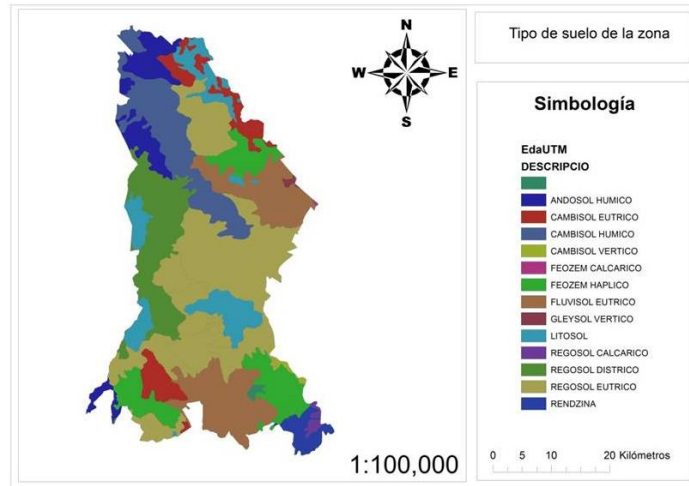 N
W E
S
1:100,000
Tipo de suelo de la zona
Simbología
EdaUTM
DESCRIPCIO
ANDOSOL HUMICO
CAMBISOL EUTRICO
CAMBISOL HUMICO
CAMBISOL VERTICO
FEOZEM CALCARICO
FEOZEM HAPLICO
FLUVISOL EUTRICO
GLEYSOL VERTICO
LITOSOL
REGOSOL CALCARICO
REGOSOL DISTRICO
REGOSOL EUTRICO
RENDZINA
0 5 10 20 Kilómetros